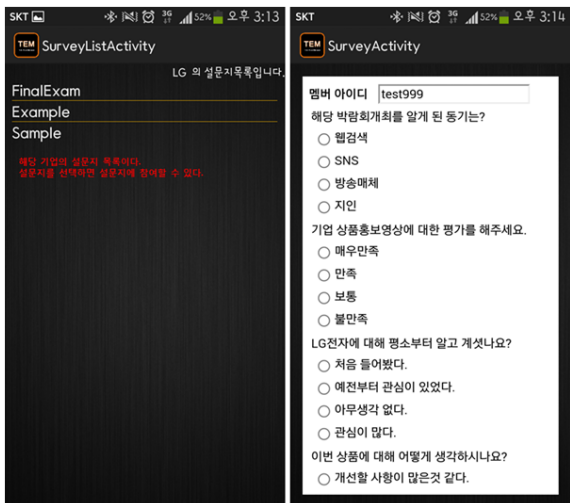 SKT 3G 52% 오후 3:13
TEM SurveyListActivity
LG 의 설문지목록입니다.
FinalExam
Example
Sample
해당 기업의 설문지 목록이다.
설문지를 선택하면 설문지에 참여할 수 있다.
SKT 3G 52% 오후 3:14
TEM SurveyActivity
멤버 아이디 test999
해당 박람회개최를 알게 된 동기는?
웹검색
SNS
방송매체
지인
기업 상품홍보영상에 대한 평가를 해주세요.
매우만족
만족
보통
불만족
LG전자에 대해 평소부터 알고 계셧나요?
처음 들어봤다.
예전부터 관심이 있었다.
아무생각 없다.
관심이 많다.
이번 상품에 대해 어떻게 생각하시나요?
개선할 사항이 많은것 같다.